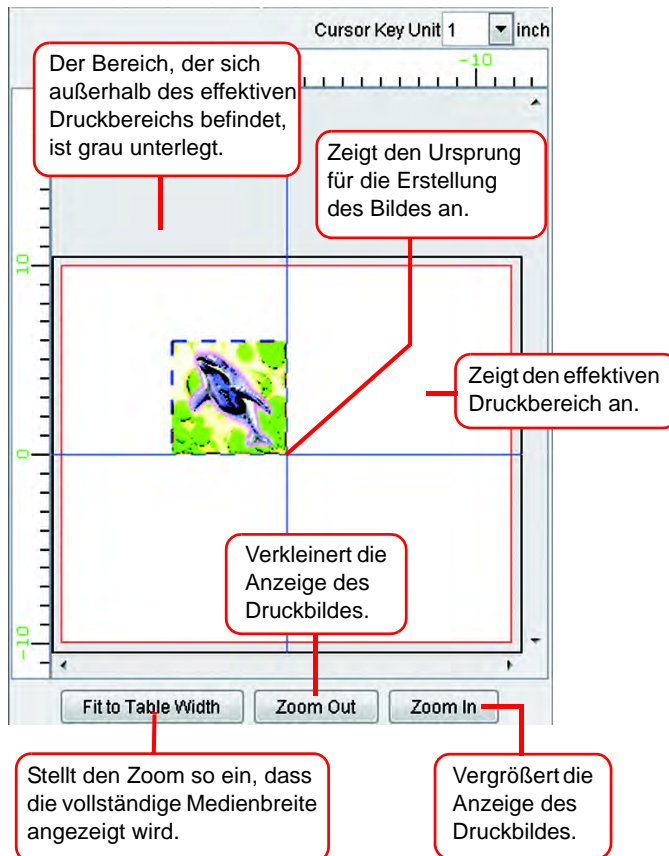 Cursor Key Unit 1 inch
-10
Der Bereich, der sich
außerhalb des effektiven
Druckbereichs befindet,
ist grau unterlegt.
Zeigt den Ursprung
für die Erstellung
des Bildes an.
10
Zeigt den effektiven
Druckbereich an.
0
Verkleinert die
Anzeige des
Druckbildes.
-10
Fit to Table Width Zoom Out Zoom In
Stellt den Zoom so ein, dass
die vollständige Medienbreite
angezeigt wird.
Vergrößert die
Anzeige des
Druckbildes.